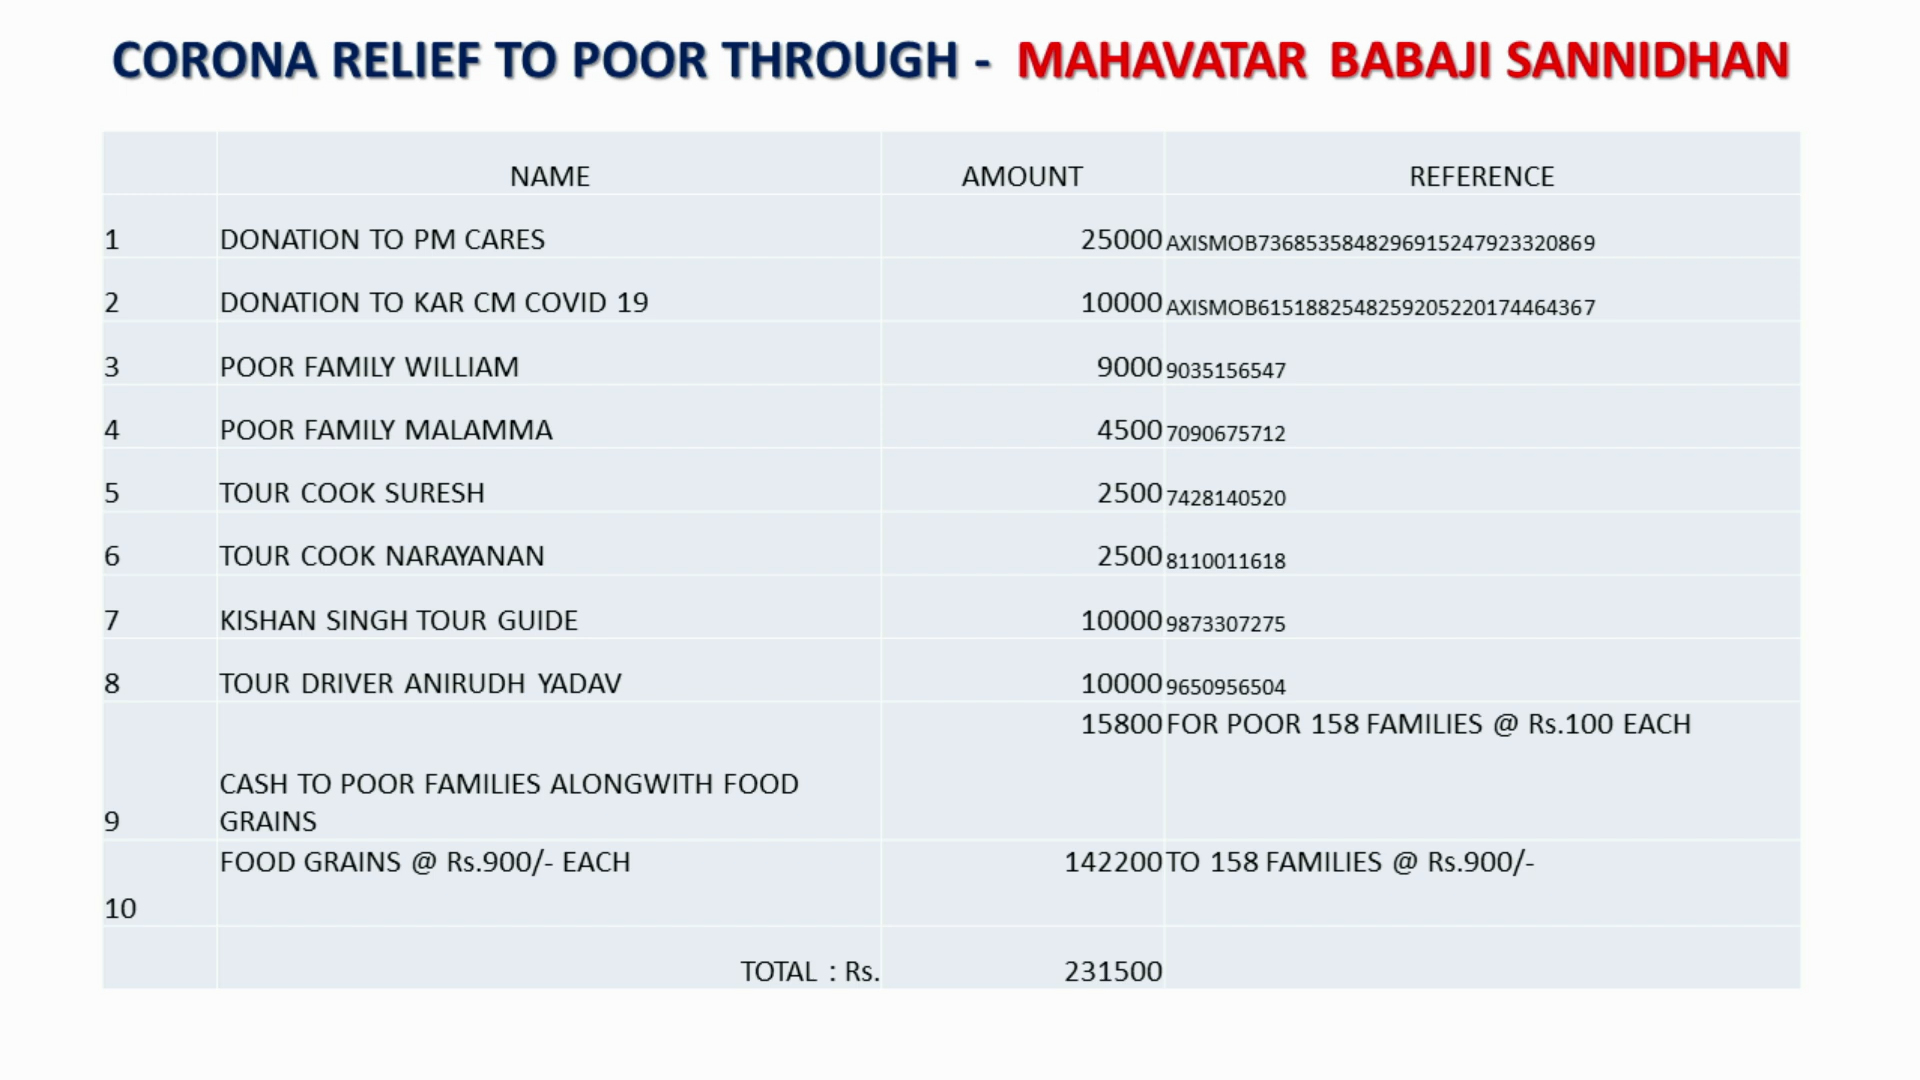 CORONA RELIEF TO POOR THROUGH - MAHAVATAR BABAJI SANNIDHAN
NAME AMOUNT REFERENCE
1 DONATION TO PM CARES 25000 AXISMOB7368535848296915247923320869
2 DONATION TO KAR CM COVID 19 10000 AXISMOB6151882548259205220174464367
3 POOR FAMILY WILLIAM 9000 9035156547
4 POOR FAMILY MALAMMA 4500 7090675712
5 TOUR COOK SURESH 2500 7428140520
6 TOUR COOK NARAYANAN 2500 8110011618
7 KISHAN SINGH TOUR GUIDE 10000 9873307275
8 TOUR DRIVER ANIRUDH YADAV 10000 9650956504
15800 FOR POOR 158 FAMILIES @ Rs.100 EACH
CASH TO POOR FAMILIES ALONGWITH FOOD
9 GRAINS
FOOD GRAINS @ Rs.900/- EACH 142200 TO 158 FAMILIES @ Rs.900/-
10
TOTAL : Rs. 231500